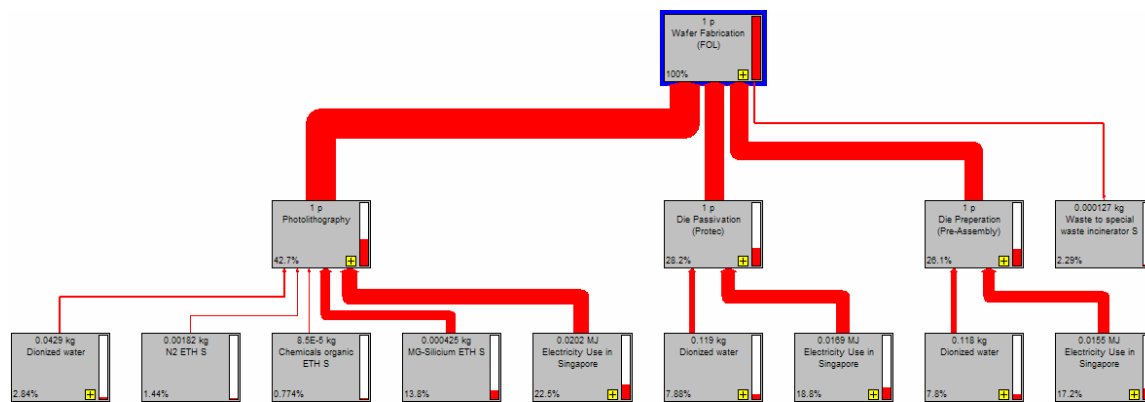 1 p
Wafer Fabrication
(FOL)
100%
1 p
Photolithography
42.7%
1 p
Die Passivation
(Protec)
28.2%
1 p
Die Preperation
(Pre-Assembly)
26.1%
0.000127 kg
Waste to special
waste incinerator S
2.29%
0.0429 kg
Dionized water
2.84%
0.00182 kg
N2 ETH S
1.44%
8.5E-5 kg
Chemicals organic
ETH S
0.774%
0.000425 kg
MG-Silicium ETH S
13.8%
0.0202 MJ
Electricity Use in
Singapore
22.5%
0.119 kg
Dionized water
7.88%
0.0169 MJ
Electricity Use in
Singapore
18.8%
0.118 kg
Dionized water
7.8%
0.0155 MJ
Electricity Use in
Singapore
17.2%